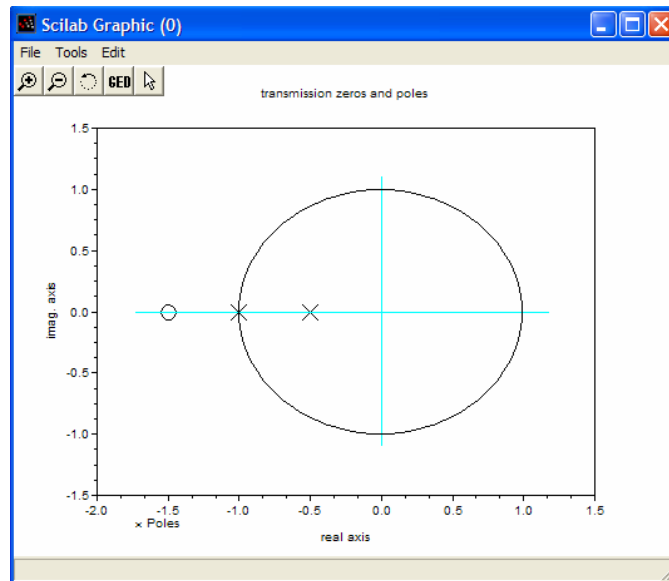 Scilab Graphic (0)
File Tools Edit
GED
transmission zeros and poles
1.5
1.0
0.5
0.0
-0.5
-1.0
-1.5
imag. axis
-2.0 -1.5 -1.0 -0.5 0.0 0.5 1.0 1.5
× Poles
real axis